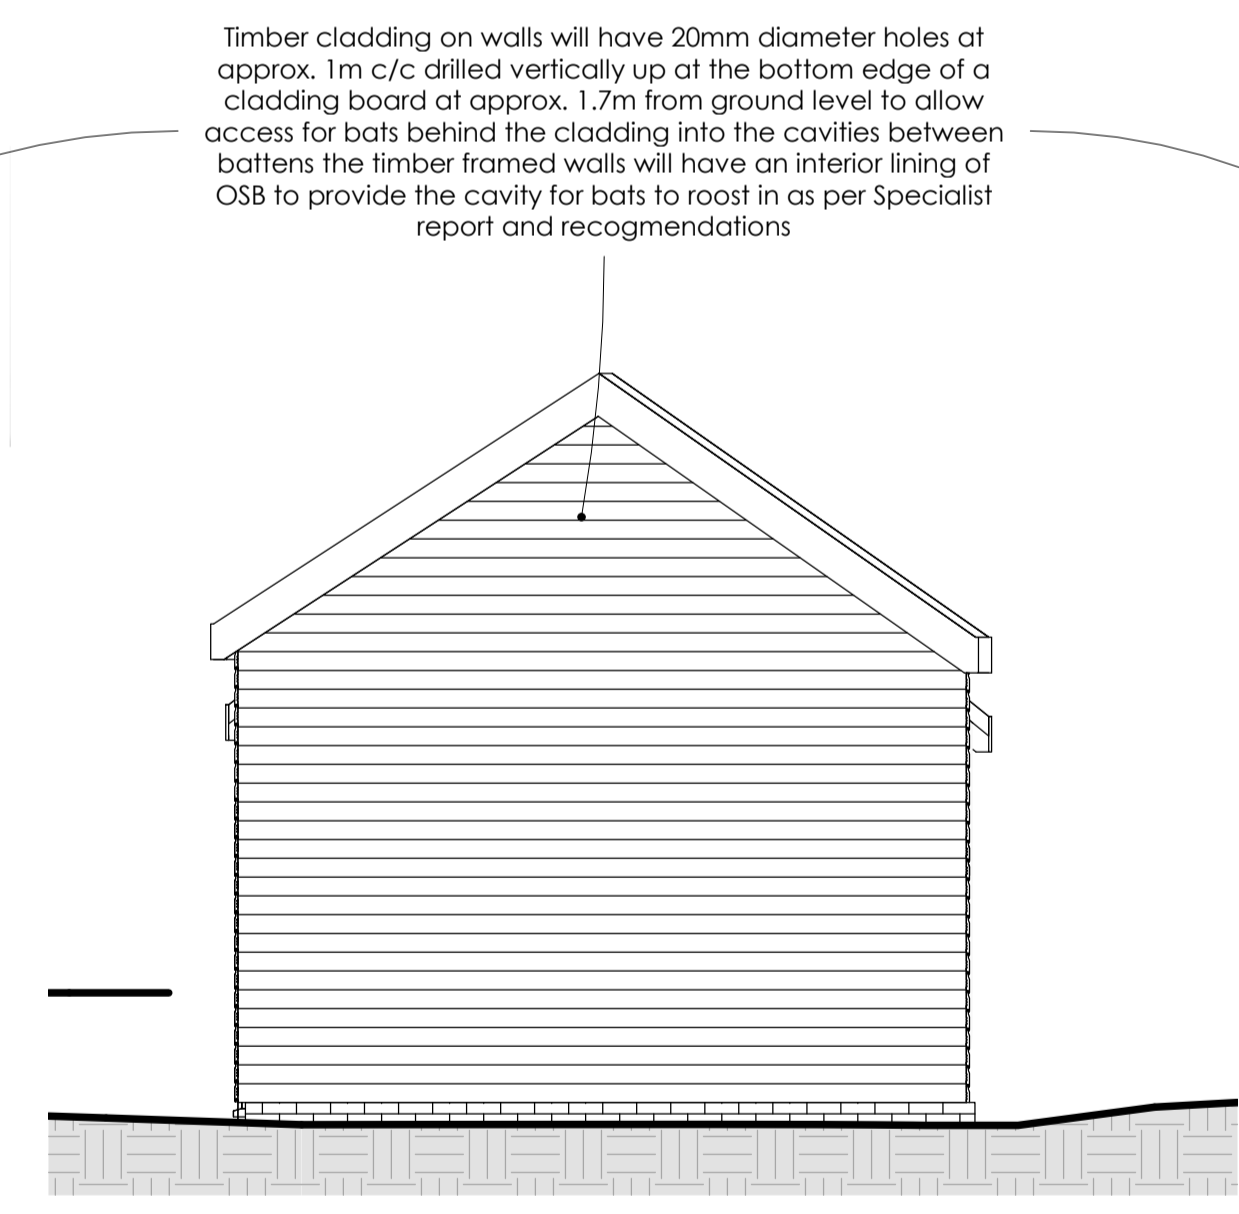 Timber cladding on walls will have 20mm diameter holes at
approx. 1m c/c drilled vertically up at the bottom edge of a
cladding board at approx. 1.7m from ground level to allow
access for bats behind the cladding into the cavities between
battens the timber framed walls will have an interior lining of
OSB to provide the cavity for bats to roost in as per Specialist
report and recogmendations